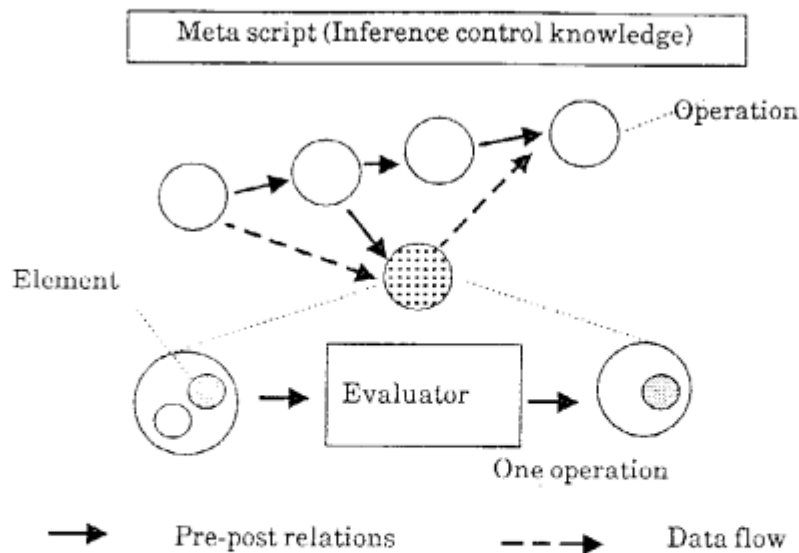 Meta script (Inference control knowledge)
Operation
Element
Evaluator
One operation
Pre-post relations
Data flow